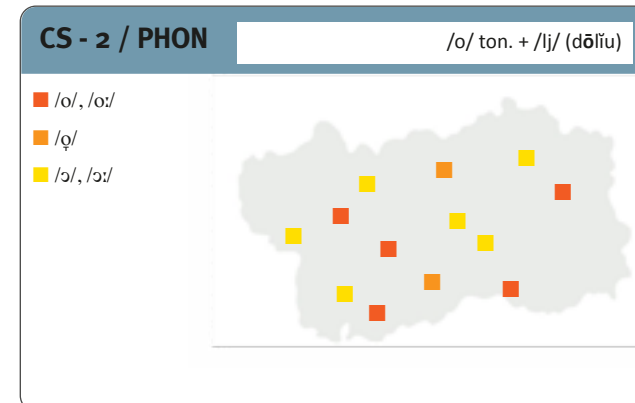 CS - 2 / PHON
/o/ ton. + /lj/ (dōlĭu)
/o/, /oː/
/o̞/
/ɔ/, /ɔː/